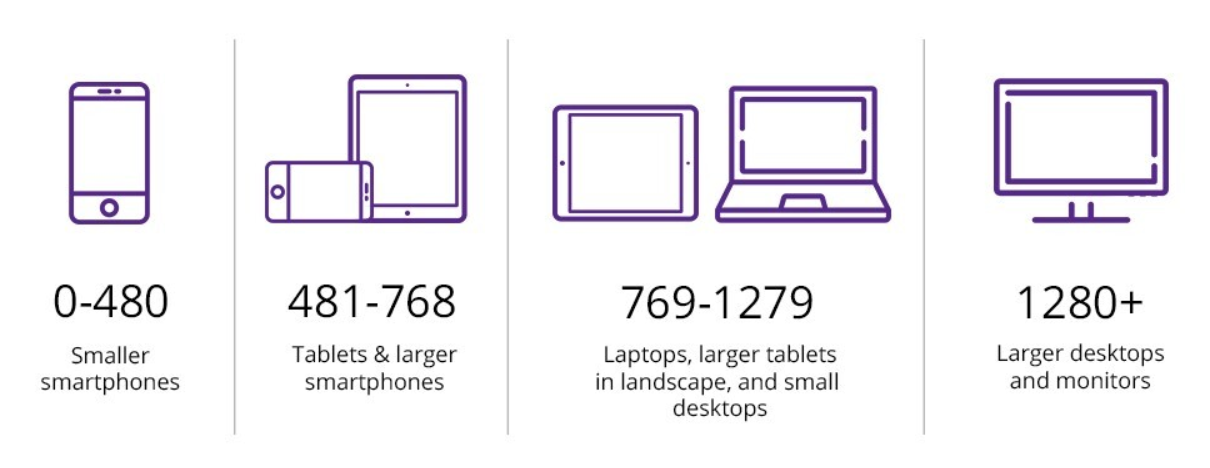 0-480
Smaller
smartphones
481-768
Tablets & larger
smartphones
769-1279
Laptops, larger tablets
in landscape, and small
desktops
1280+
Larger desktops
and monitors